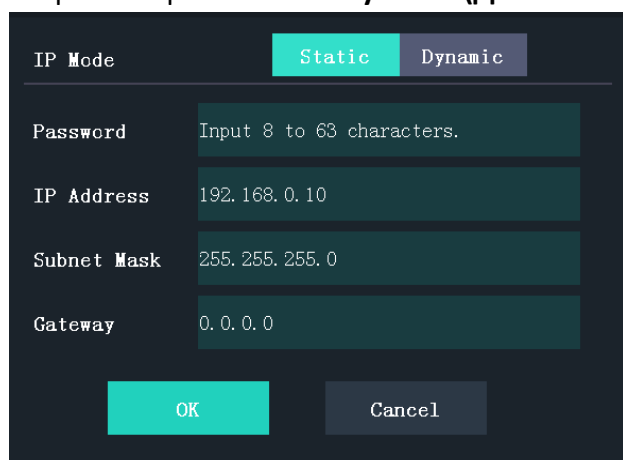 IP Mode Static Dynamic
Password Input 8 to 63 characters.
IP Address 192.168.0.10
Subnet Mask 255.255.255.0
Gateway 0.0.0.0
OK Cancel